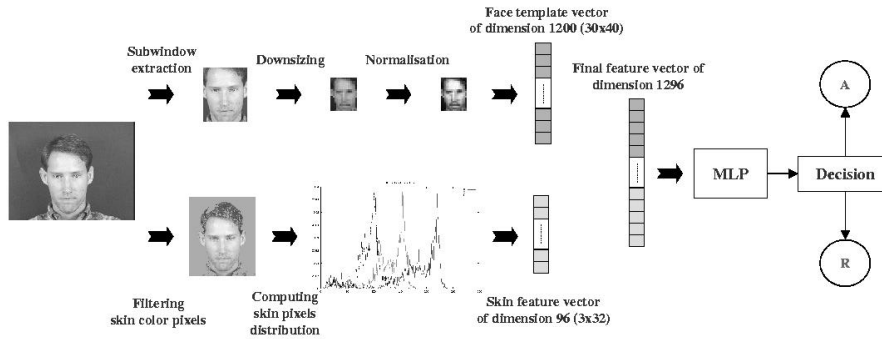 Face template vector
of dimension 1200 (30x40)
Subwindow
extraction
Downsizing
Normalisation
Final feature vector of
dimension 1296
A
MLP
Decision
R
Filtering
skin color pixels
Computing
skin pixels
distribution
Skin feature vector
of dimension 96 (3x32)